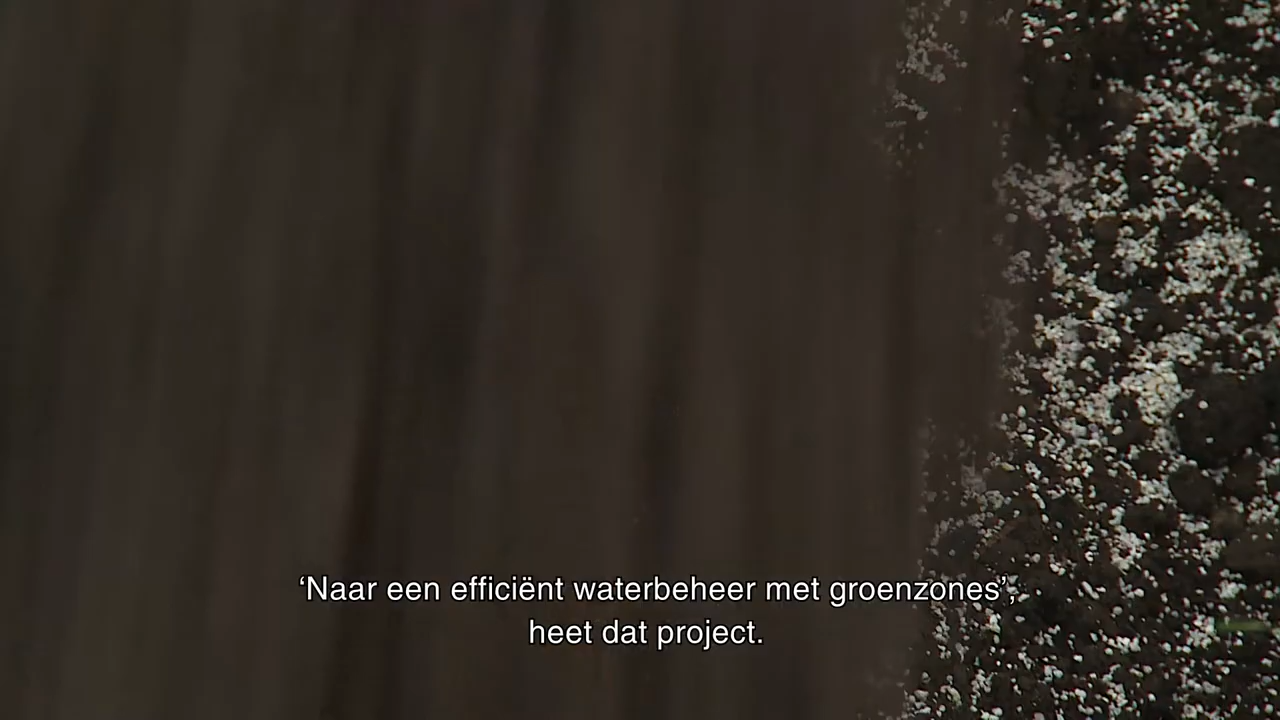 ‘Naar een efficiënt waterbeheer met groenzones’,
heet dat project.